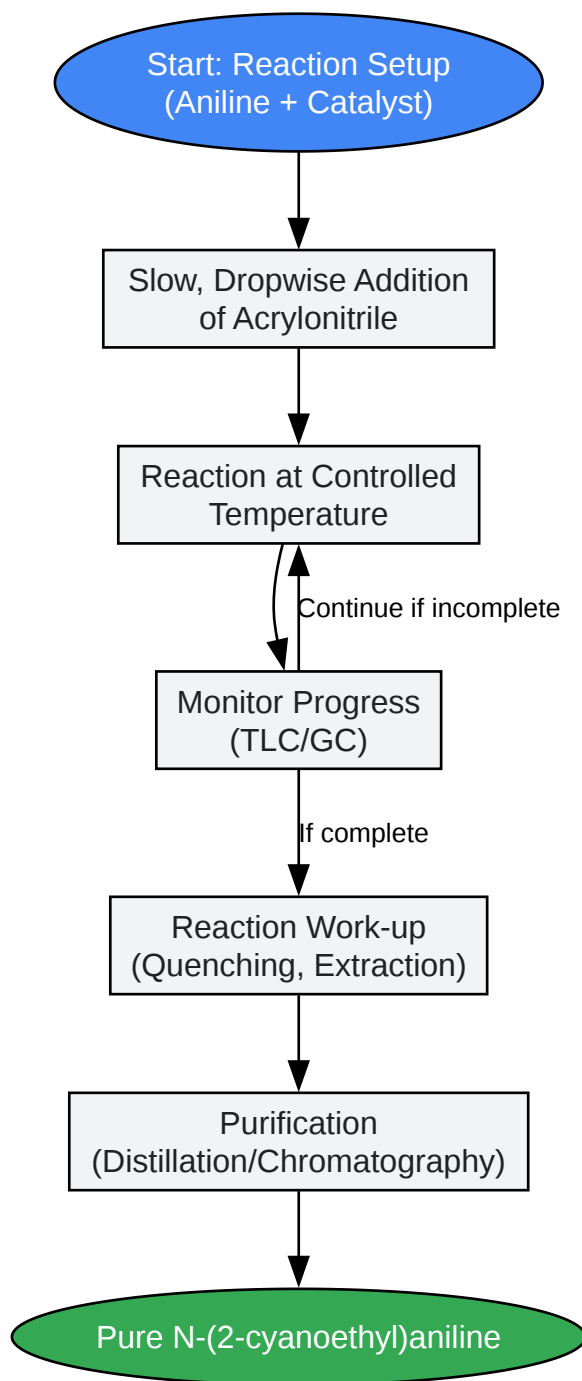 Start: Reaction Setup
(Aniline + Catalyst)
Slow, Dropwise Addition
of Acrylonitrile
Reaction at Controlled
Temperature
Continue if incomplete
Monitor Progress
(TLC/GC)
If complete
Reaction Work-up
(Quenching, Extraction)
Purification
(Distillation/Chromatography)
Pure N-(2-cyanoethyl)aniline